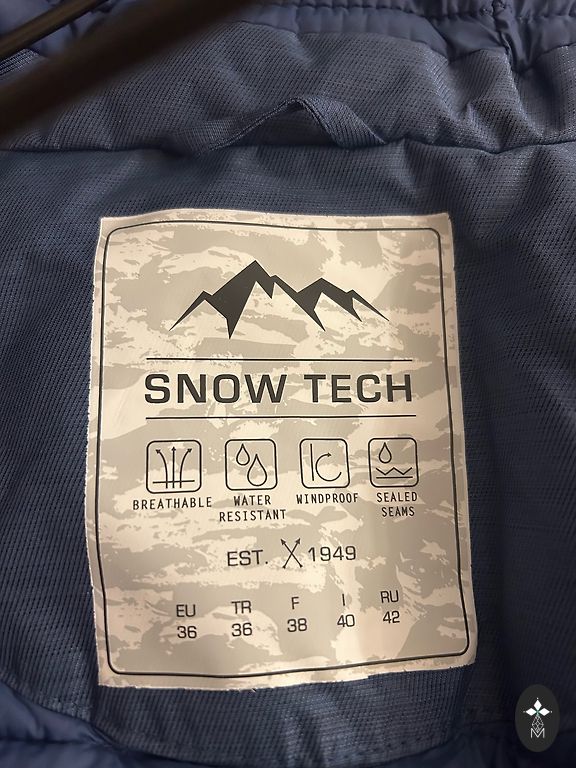 SNOW TECH
BREATHABLE
WATER RESISTANT
WINDPROOF
SEALED SEAMS
EST. 1949
EU TR F I RU
36 36 38 40 42
M